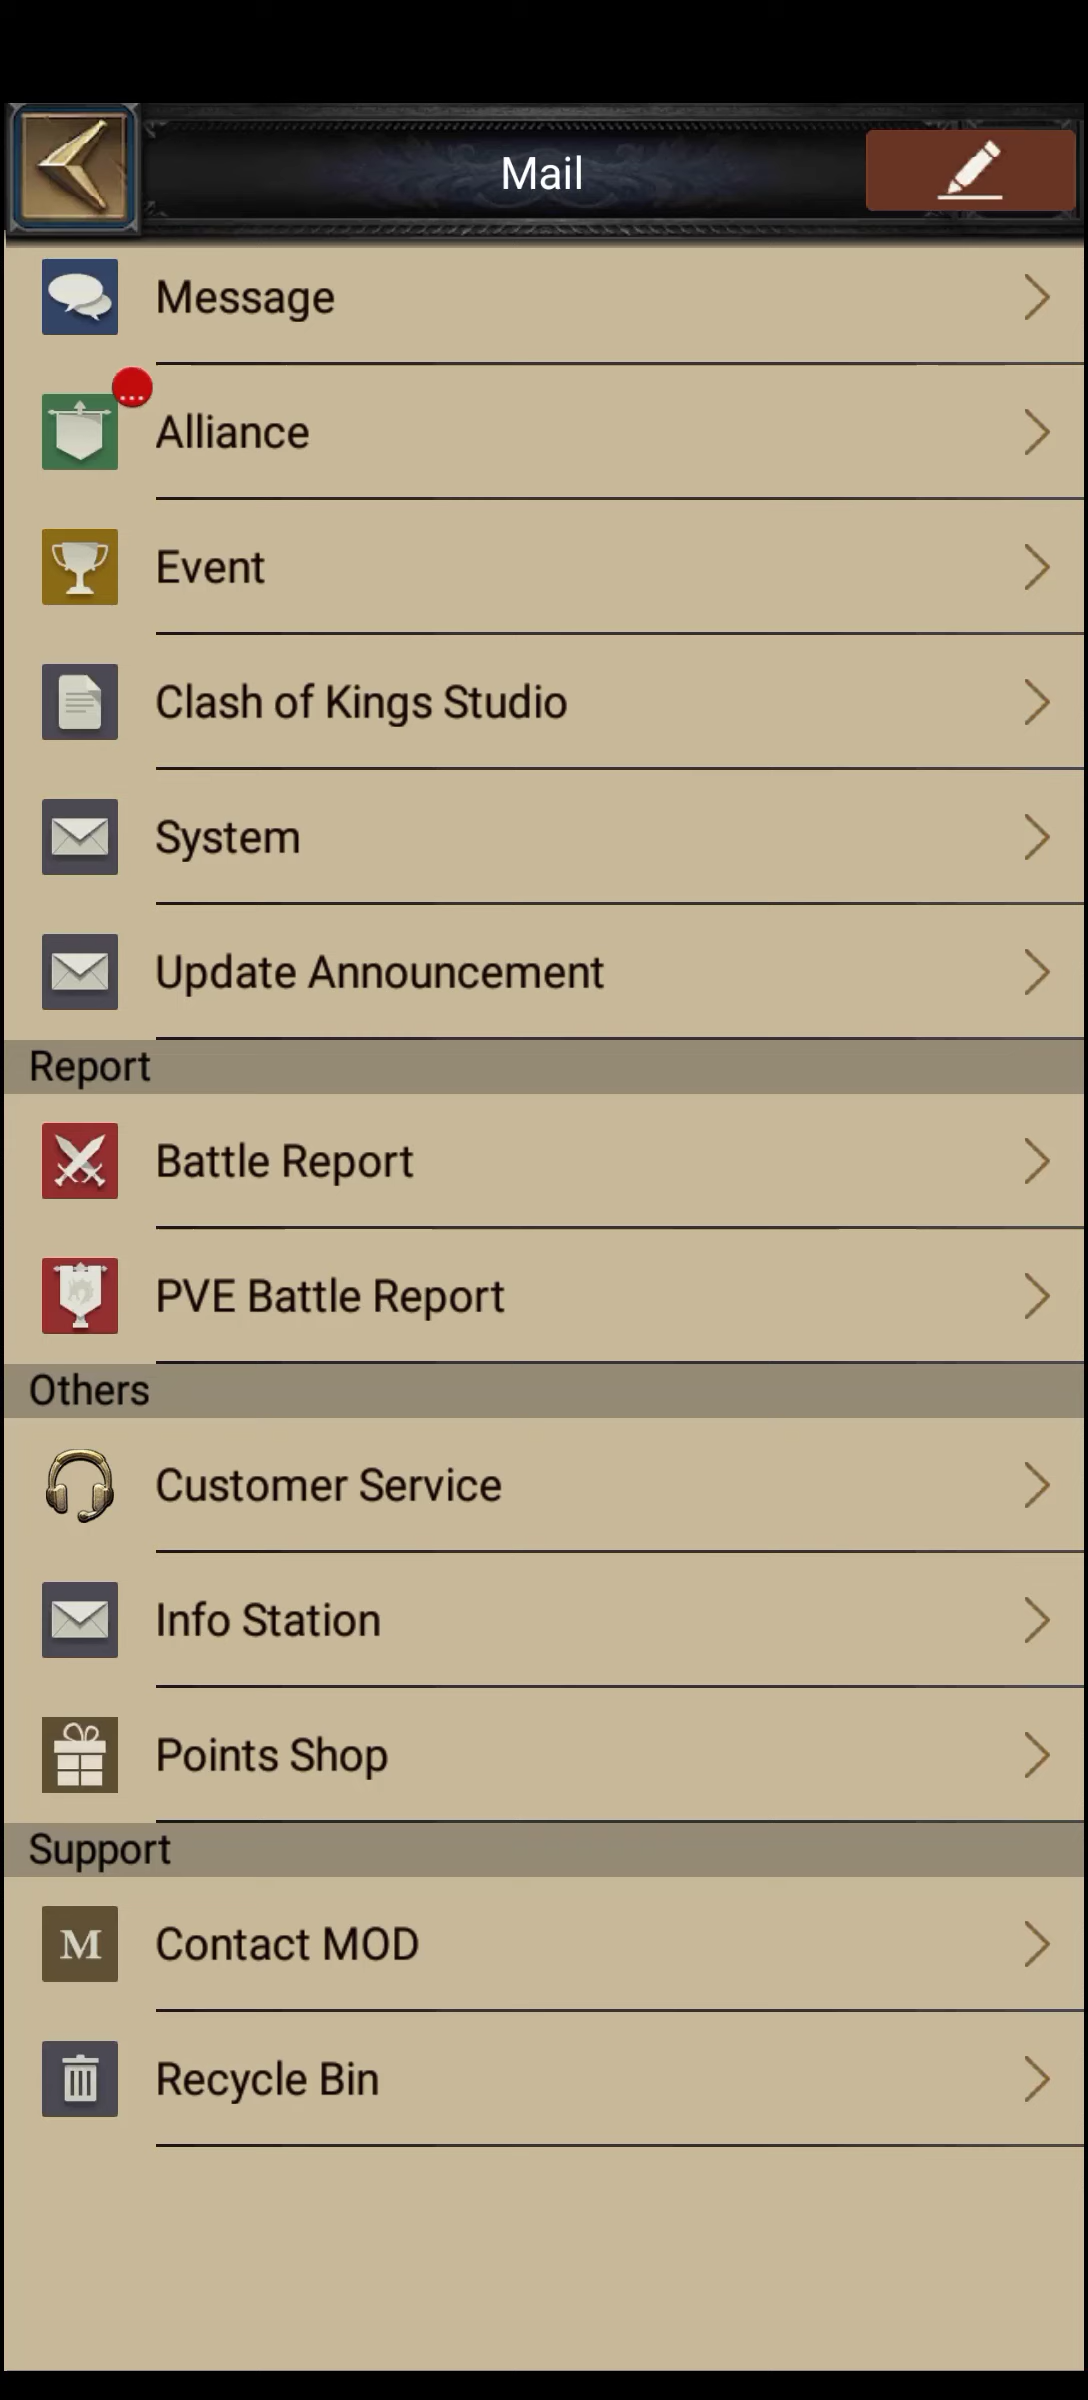 Mail
Message
...
Alliance
Event
Clash of Kings Studio
System
Update Announcement
Report
Battle Report
PVE Battle Report
Others
Customer Service
Info Station
Points Shop
Support
M
Contact MOD
Recycle Bin